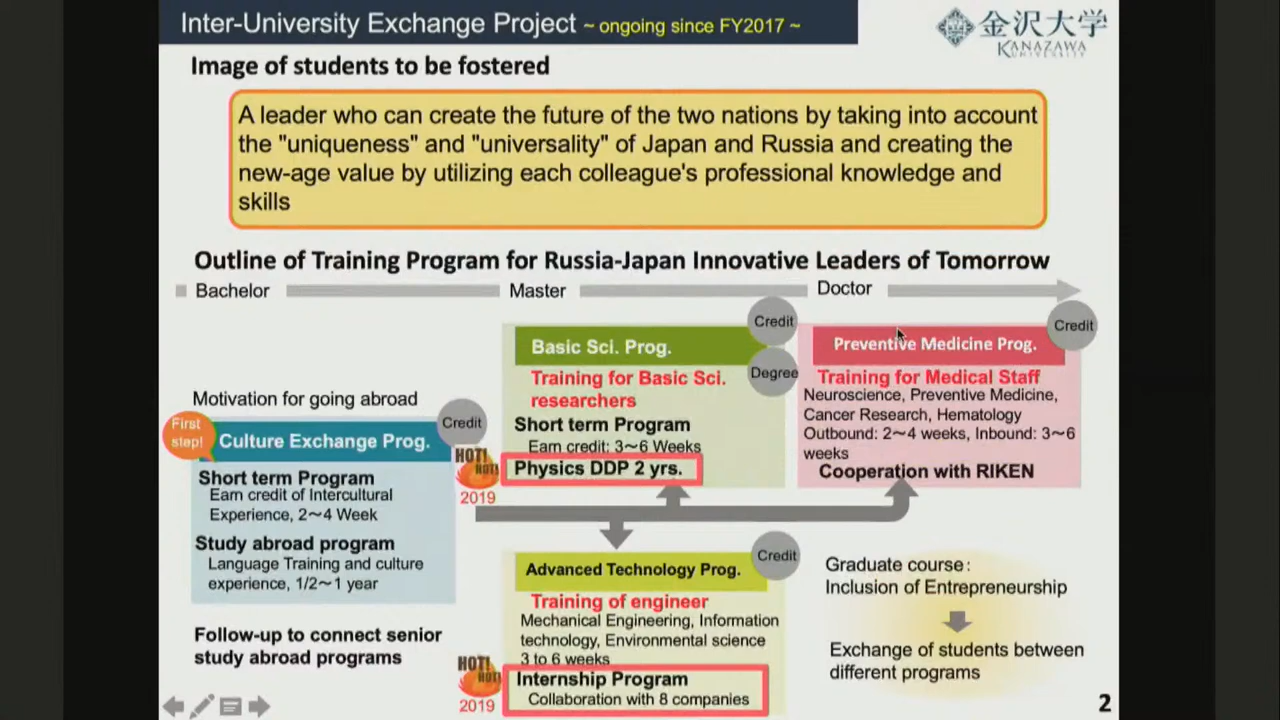 Inter-University Exchange Project ~ ongoing since FY2017 ~
金沢大学
KANAZAWA
UNIVERSITY
Image of students to be fostered
A leader who can create the future of the two nations by taking into account
the "uniqueness" and "universality" of Japan and Russia and creating the
new-age value by utilizing each colleague's professional knowledge and
skills
Outline of Training Program for Russia-Japan Innovative Leaders of Tomorrow
Bachelor
Master
Doctor
Motivation for going abroad
First
step!
Culture Exchange Prog.
Credit
Short term Program
Earn credit of Intercultural
Experience, 2～4 Week
Study abroad program
Language Training and culture
experience, 1/2～1 year
Follow-up to connect senior
study abroad programs
Basic Sci. Prog.
Credit
Degree
Training for Basic Sci.
researchers
Short term Program
Earn credit: 3～6 Weeks
HOT!
HOT!
2019
Physics DDP 2 yrs.
Preventive Medicine Prog.
Credit
Training for Medical Staff
Neuroscience, Preventive Medicine,
Cancer Research, Hematology
Outbound: 2～4 weeks, Inbound: 3～6
weeks
Cooperation with RIKEN
Advanced Technology Prog.
Credit
Training of engineer
Mechanical Engineering, Information
technology, Environmental science
3 to 6 weeks
HOT!
HOT!
2019
Internship Program
Collaboration with 8 companies
Graduate course：
Inclusion of Entrepreneurship
Exchange of students between
different programs
2